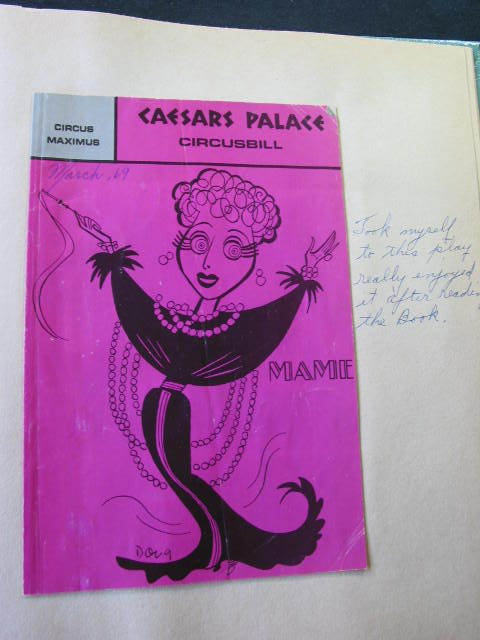 CIRCUS
MAXIMUS
CAESARS PALACE
CIRCUSBILL
March, 69
MAME
Doug
Took myself
to this play
really enjoyed
it after reading
the Book.